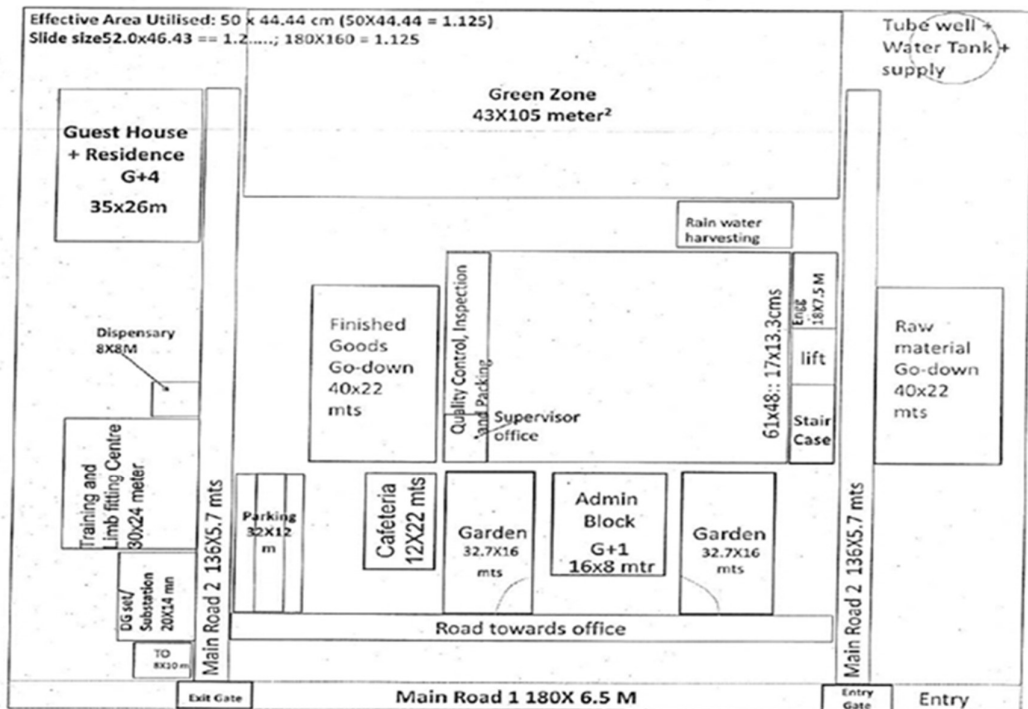 Effective Area Utilised: 50 x 44.44 cm (50X44.44 = 1.125)
Slide size52.0x46.43 == 1.2.....; 180X160 = 1.125
Tube well +
Water Tank +
supply
Green Zone
43X105 meter²
Guest House
+ Residence
G+4
35x26m
Rain water
harvesting
Dispensary
8X8M
Finished
Goods
Go-down
40x22
mts
Quality Control, Inspection
and Packing
Supervisor
office
61x48:: 17x13.3cms
Engg
18X7.5 M
lift
Stair
Case
Raw
material
Go-down
40x22
mts
Training and
Limb fitting Centre
30x24 meter
Main Road 2 136X5.7 mts
Parking
32X12
m
Cafeteria
12X22 mts
Garden
32.7X16
mts
Admin
Block
G+1
16x8 mtr
Garden
32.7X16
mts
Main Road 2 136X5.7 mts
DG set/
Substation
20X14 mn
Road towards office
TO
8X10 m
Exit Gate
Main Road 1 180X 6.5 M
Entry
Gate
Entry